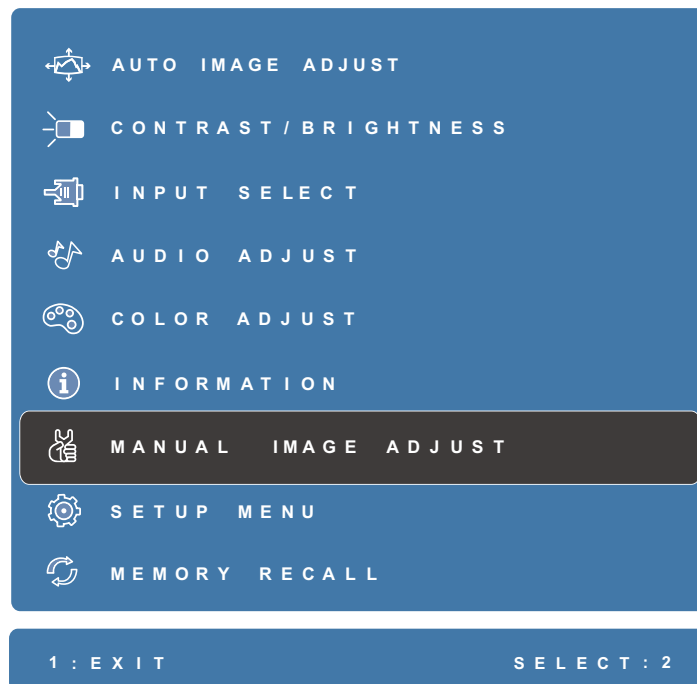 AUTO IMAGE ADJUST
CONTRAST/BRIGHTNESS
INPUT SELECT
AUDIO ADJUST
COLOR ADJUST
INFORMATION
MANUAL IMAGE ADJUST
SETUP MENU
MEMORY RECALL
1:EXIT SELECT:2